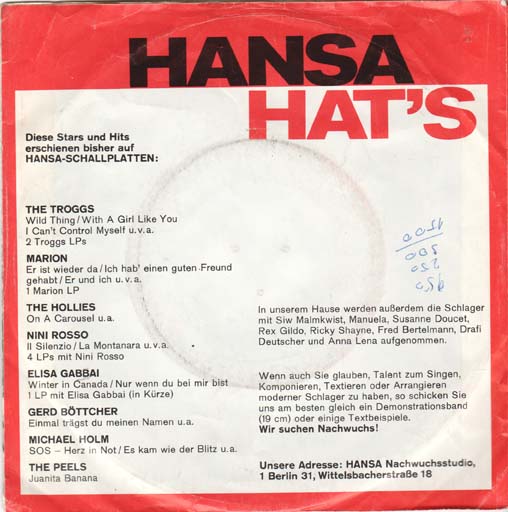 HANSA
HAT'S
Diese Stars und Hits
erschienen bisher auf
HANSA-SCHALLPLATTEN:
THE TROGGS
Wild Thing/With A Girl Like You
I Can't Control Myself u.v.a.
2 Troggs LPs
MARION
Er ist wieder da/Ich hab' einen guten Freund
gehabt/Er und ich u.v.a.
1 Marion LP
THE HOLLIES
On A Carousel u.a.
NINI ROSSO
Il Silenzio/La Montanara u.v.a.
4 LPs mit Nini Rosso
ELISA GABBAI
Winter in Canada/Nur wenn du bei mir bist
1 LP mit Elisa Gabbai (in Kürze)
GERD BÖTTCHER
Einmal trägst du meinen Namen u.a.
MICHAEL HOLM
SOS – Herz in Not/Es kam wie der Blitz u.a.
THE PEELS
Juanita Banana
In unserem Hause werden außerdem die Schlager
mit Siw Malmkwist, Manuela, Susanne Doucet,
Rex Gildo, Ricky Shayne, Fred Bertelmann, Drafi
Deutscher und Anna Lena aufgenommen.
Wenn auch Sie glauben, Talent zum Singen,
Komponieren, Textieren oder Arrangieren
moderner Schlager zu haben, so schicken Sie
uns am besten gleich ein Demonstrationsband
(19 cm) oder einige Textbeispiele.
Wir suchen Nachwuchs!
Unsere Adresse: HANSA Nachwuchsstudio,
1 Berlin 31, Wittelsbacherstraße 18